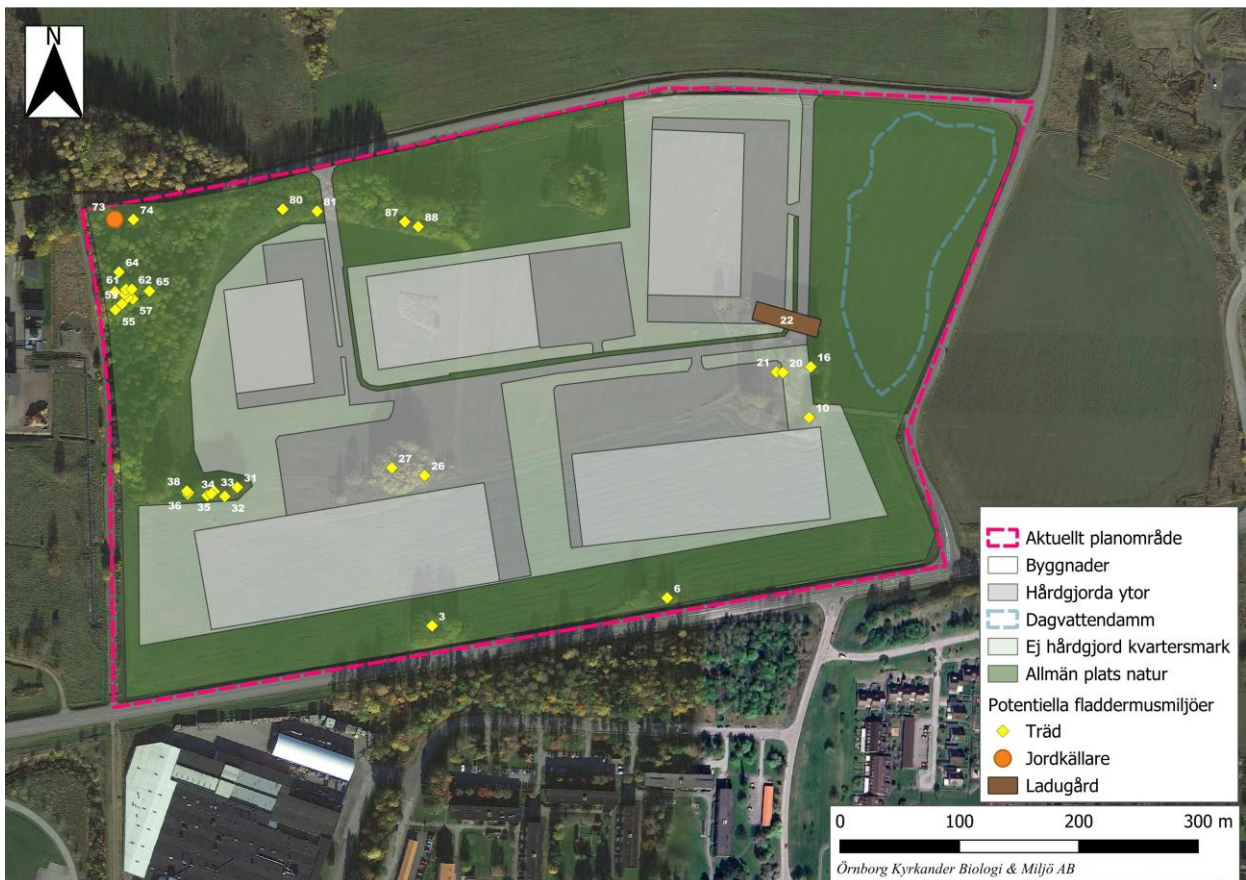 N
73
74
80
81
87
88
64
61
62
65
59
57
55
22
21
20
16
10
27
26
38
34
33
31
36
35
32
6
3
Aktuellt planområde
Byggnader
Hårdgjorda ytor
Dagvattendamm
Ej hårdgjord kvartersmark
Allmän plats natur
Potentiella fladdermusmiljöer
Träd
Jordkällare
Ladugård
0 100 200 300 m
Örnborg Kyrkander Biologi & Miljö AB